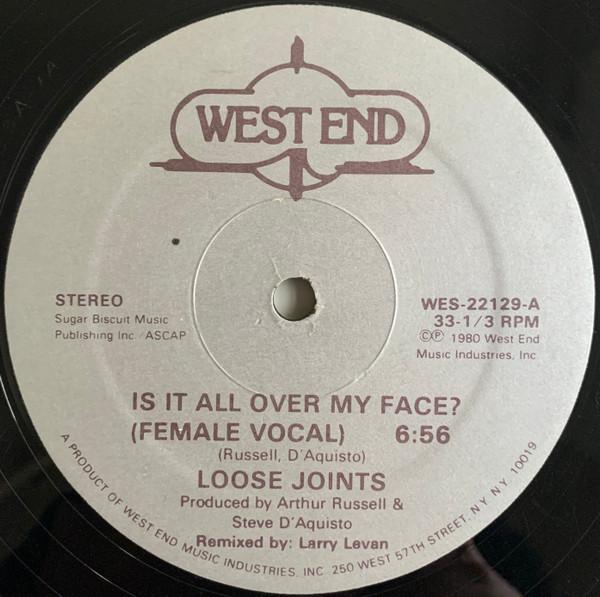 WEST END
STEREO
Sugar Biscuit Music
Publishing Inc. ASCAP
WES-22129-A
33-1/3 RPM
©℗ 1980 West End
Music Industries, Inc
IS IT ALL OVER MY FACE?
(FEMALE VOCAL) 6:56
(Russell, D'Aquisto)
LOOSE JOINTS
Produced by Arthur Russell &
Steve D'Aquisto
Remixed by: Larry Levan
A PRODUCT OF WEST END MUSIC INDUSTRIES, INC. 250 WEST 57TH STREET, NY. NY 10019